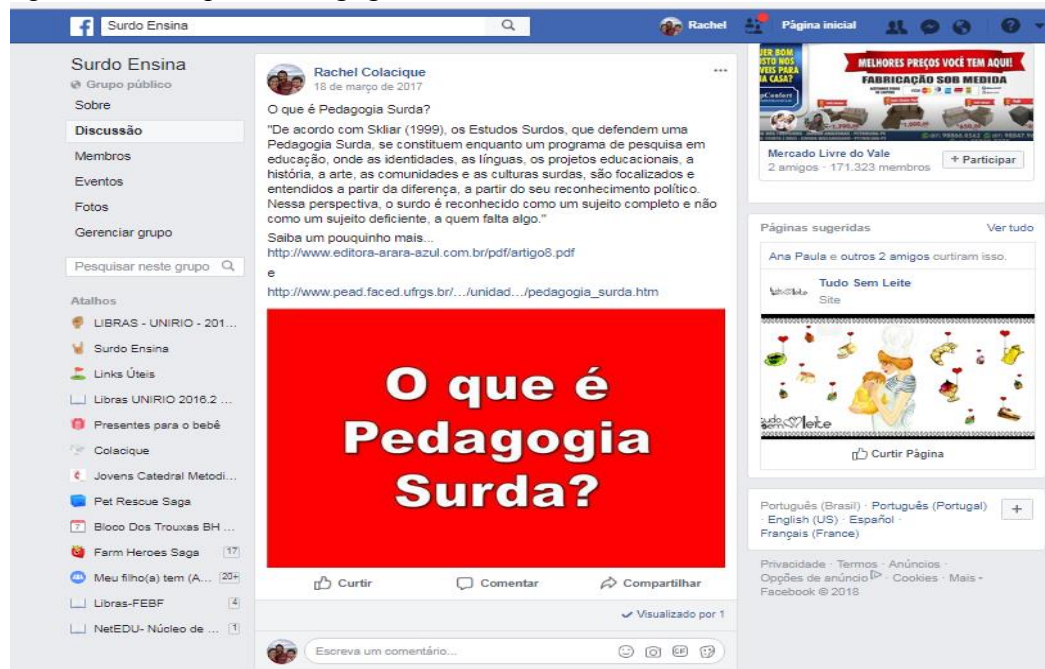 Surdo Ensina
Rachel
Página inicial
Surdo Ensina
Grupo público
Sobre
Discussão
Membros
Eventos
Fotos
Gerenciar grupo
Pesquisar neste grupo
Atalhos
LIBRAS - UNIRIO - 201...
Surdo Ensina
Links Úteis
Libras UNIRIO 2016.2 ...
Presentes para o bebê
Colacique
Jovens Catedral Metodi...
Pet Rescue Saga
Bloco Dos Trouxas BH ...
Farm Heroes Saga 17
Meu filho(a) tem (A... 20+
Libras-FEBF 4
NetEDU- Núcleo de ... 1
Rachel Colacique
18 de março de 2017
O que é Pedagogia Surda?
"De acordo com Skliar (1999), os Estudos Surdos, que defendem uma
Pedagogia Surda, se constituem enquanto um programa de pesquisa em
educação, onde as identidades, as línguas, os projetos educacionais, a
história, a arte, as comunidades e as culturas surdas, são focalizados e
entendidos a partir da diferença, a partir do seu reconhecimento político.
Nessa perspectiva, o surdo é reconhecido como um sujeito completo e não
como um sujeito deficiente, a quem falta algo."
Saiba um pouquinho mais...
http://www.editora-arara-azul.com.br/pdf/artigo8.pdf
e
http://www.pead.faced.ufrgs.br/.../unidad.../pedagogia_surda.htm
O que é
Pedagogia
Surda?
Curtir
Comentar
Compartilhar
Visualizado por 1
Escreva um comentário...
GIF
MELHORES PREÇOS VOCÊ TEM AQUI!
FABRICAÇÃO SOB MEDIDA
Mercado Livre do Vale
2 amigos · 171.323 membros
+ Participar
Páginas sugeridas
Ver tudo
Ana Paula e outros 2 amigos curtiram isso.
Tudo Sem Leite
Site
Curtir Página
Português (Brasil) · Português (Portugal)
· English (US) · Español ·
Français (France)
Privacidade · Termos · Anúncios ·
Opções de anúncio · Cookies · Mais
Facebook © 2018